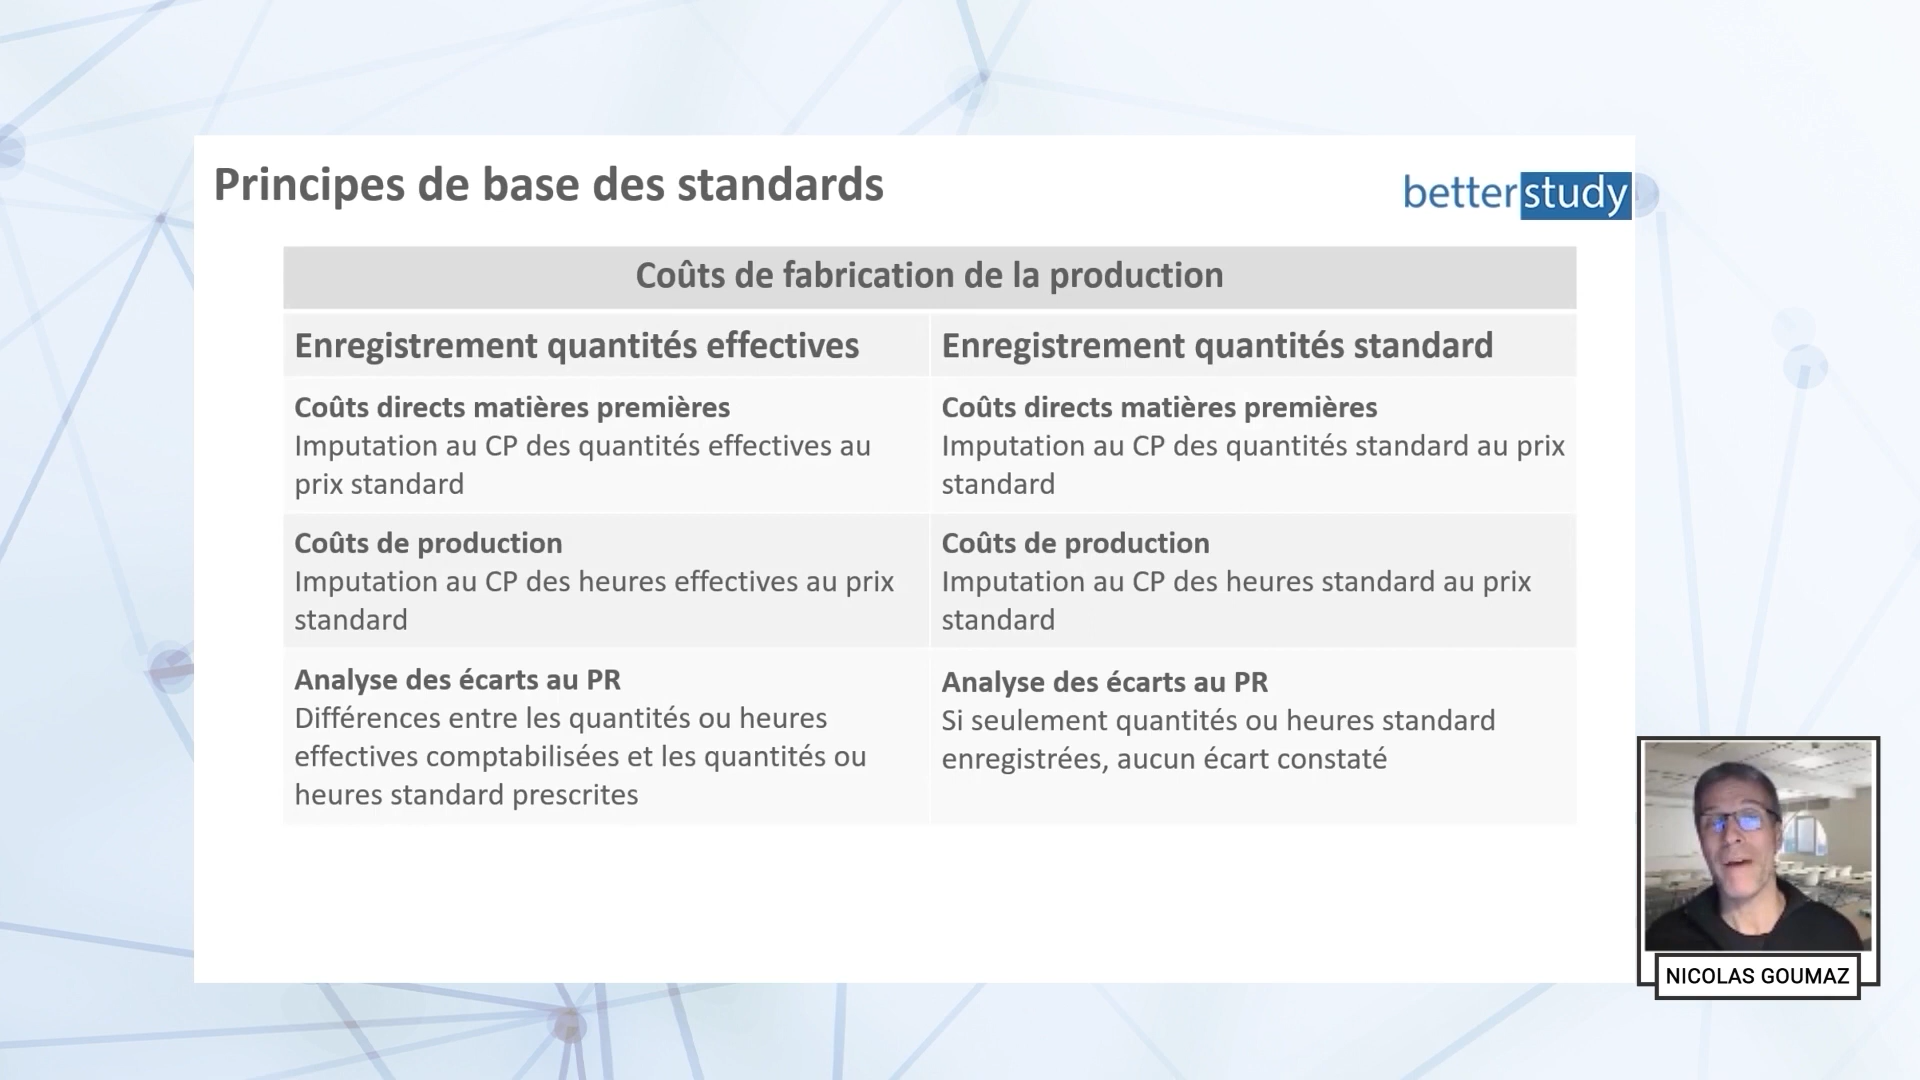 Principes de base des standards
betterstudy
Coûts de fabrication de la production
Enregistrement quantités effectives
Enregistrement quantités standard
Coûts directs matières premières
Imputation au CP des quantités effectives au
prix standard
Coûts directs matières premières
Imputation au CP des quantités standard au prix
standard
Coûts de production
Imputation au CP des heures effectives au prix
standard
Coûts de production
Imputation au CP des heures standard au prix
standard
Analyse des écarts au PR
Différences entre les quantités ou heures
effectives comptabilisées et les quantités ou
heures standard prescrites
Analyse des écarts au PR
Si seulement quantités ou heures standard
enregistrées, aucun écart constaté
NICOLAS GOUMAZ